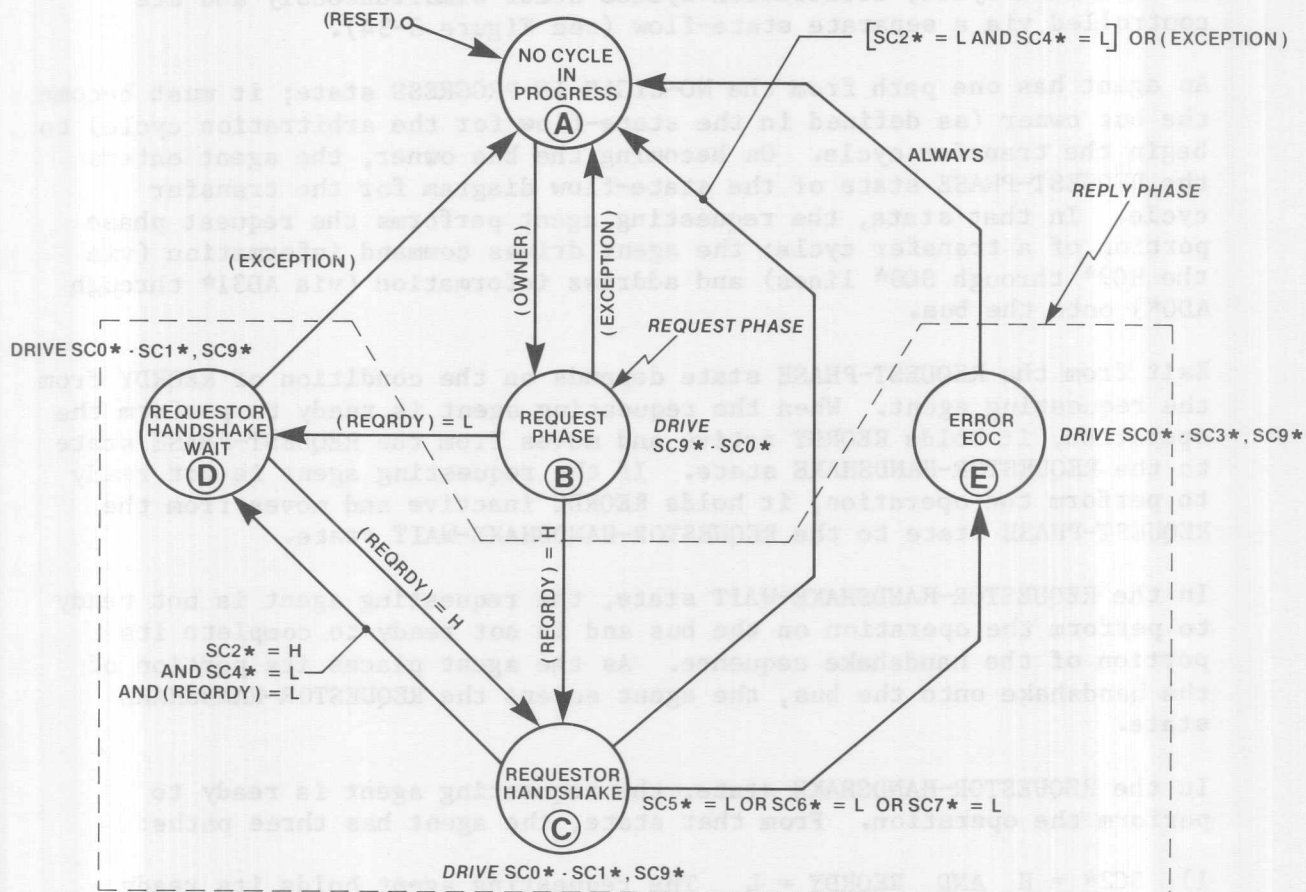 (RESET)
NO CYCLE
IN
PROGRESS
A
[SC2* = L AND SC4* = L] OR (EXCEPTION)
ALWAYS
REPLY PHASE
(EXCEPTION)
(OWNER)
(EXCEPTION)
REQUEST PHASE
DRIVE SC0* - SC1*, SC9*
REQUESTOR
HANDSHAKE
WAIT
D
(REQRDY) = L
REQUEST
PHASE
B
DRIVE
SC9* - SC0*
ERROR
EOC
E
DRIVE SC0* - SC3*, SC9*
(REQRDY) = H
(REQRDY) = H
SC2* = H
AND SC4* = L
AND (REQRDY) = L
REQUESTOR
HANDSHAKE
C
SC5* = L OR SC6* = L OR SC7* = L
DRIVE SC0* - SC1*, SC9*